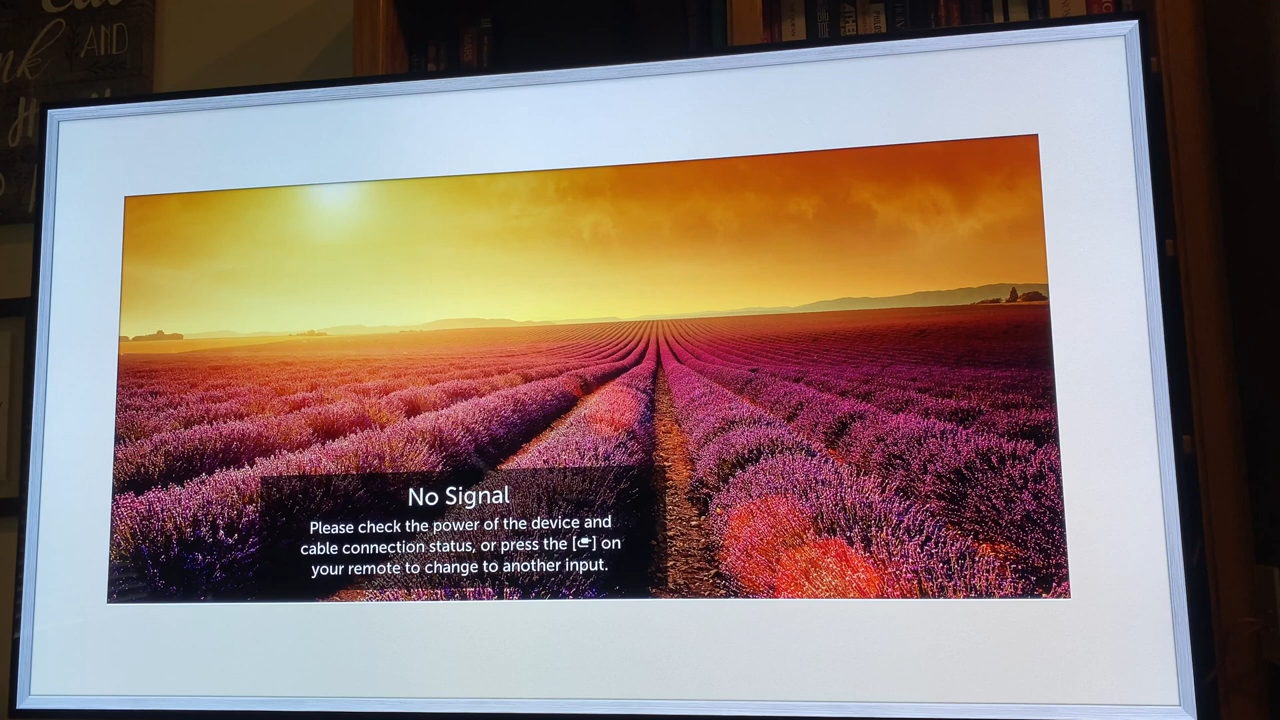 AND
No Signal
Please check the power of the device and
cable connection status, or press the [] on
your remote to change to another input.